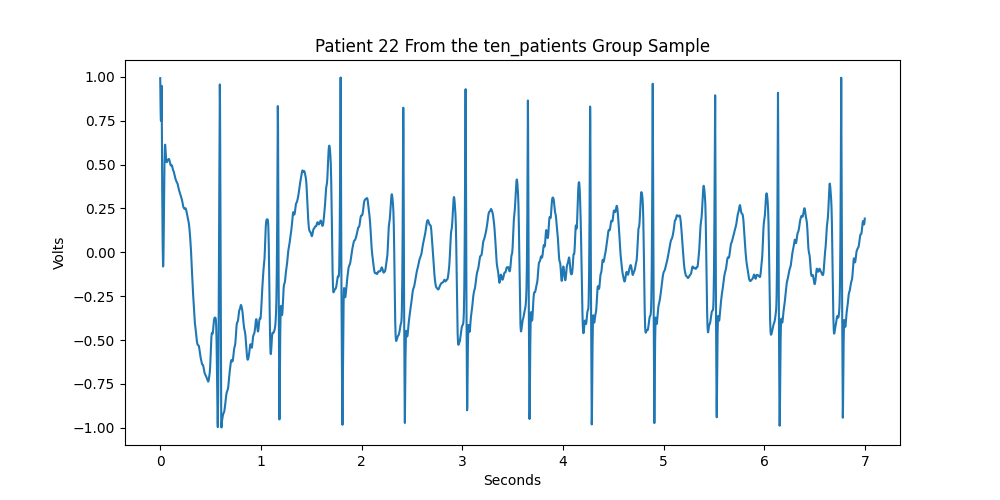 Patient 22 From the ten_patients Group Sample
1.00
0.75
0.50
0.25
0.00
−0.25
−0.50
−0.75
−1.00
Volts
0 1 2 3 4 5 6 7
Seconds